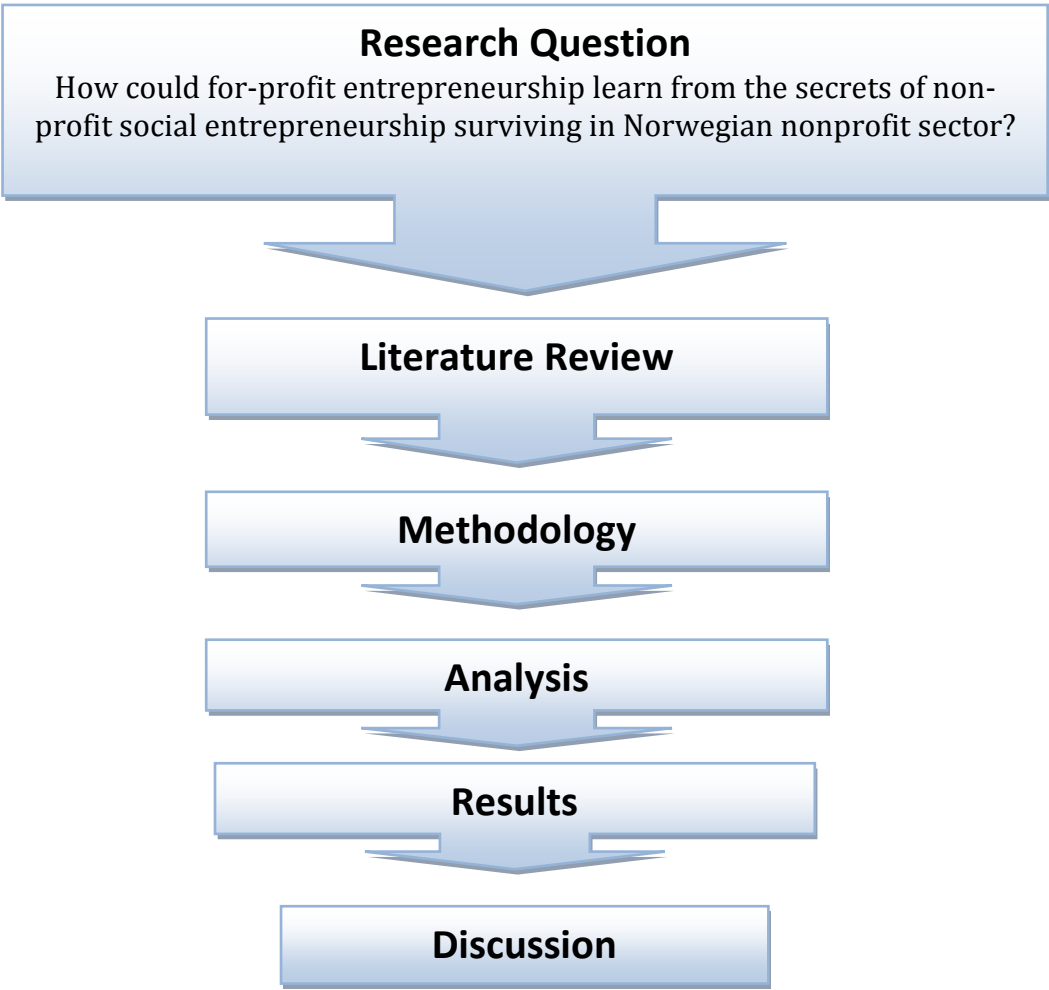 Research Question
How could for-profit entrepreneurship learn from the secrets of non-
profit social entrepreneurship surviving in Norwegian nonprofit sector?
Literature Review
Methodology
Analysis
Results
Discussion